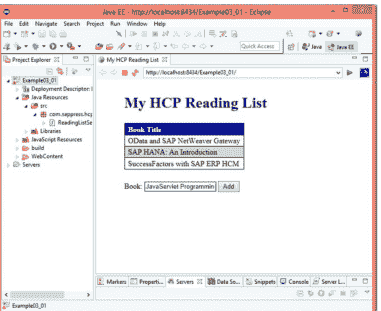 Java EE - http://localhost:8434/Example03_01 - Eclipse
File Edit Navigate Search Project Run Window Help
Quick Access
Java
Java EE
Project Explorer
My HCP Reading List
http://localhost:8434/Example03_01/
Example03_01
Deployment Descriptor:
Java Resources
src
com.sappress.hcp
ReadingListSe
Libraries
JavaScript Resources
build
WebContent
Servers
My HCP Reading List
Book Title
OData and SAP NetWeaver Gateway
SAP HANA: An Introduction
SuccessFactors with SAP ERP HCM
Book: JavaServlet Programmin Add
Markers Properti... Servers Data So... Snippets Console Server L...
Example03_01